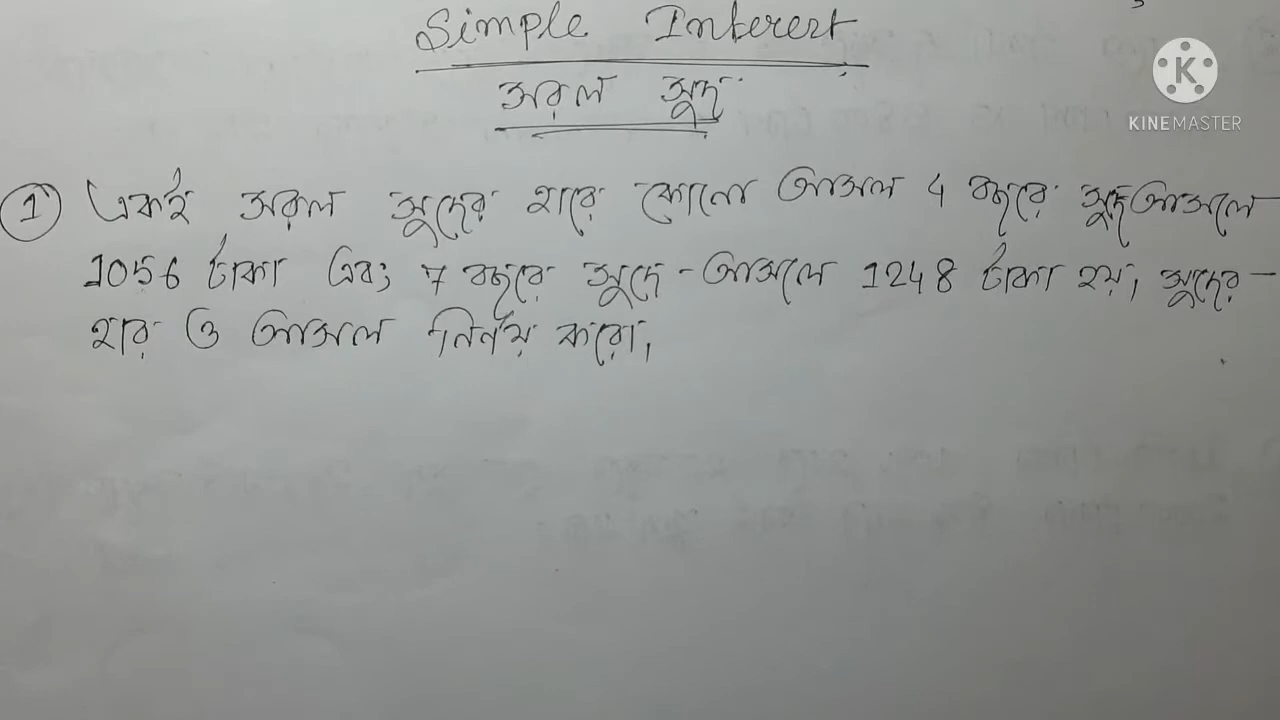 Simple Interest
সরল সুদ
KINEMASTER
① একই সরল সুদের হারে কোনো আসল 4 বছরে সুদআসলে
1056 টাকা এবং 7 বছরে সুদে-আসলে 1248 টাকা হয়। সুদের-
হার ও আসল নির্ণয় করো।